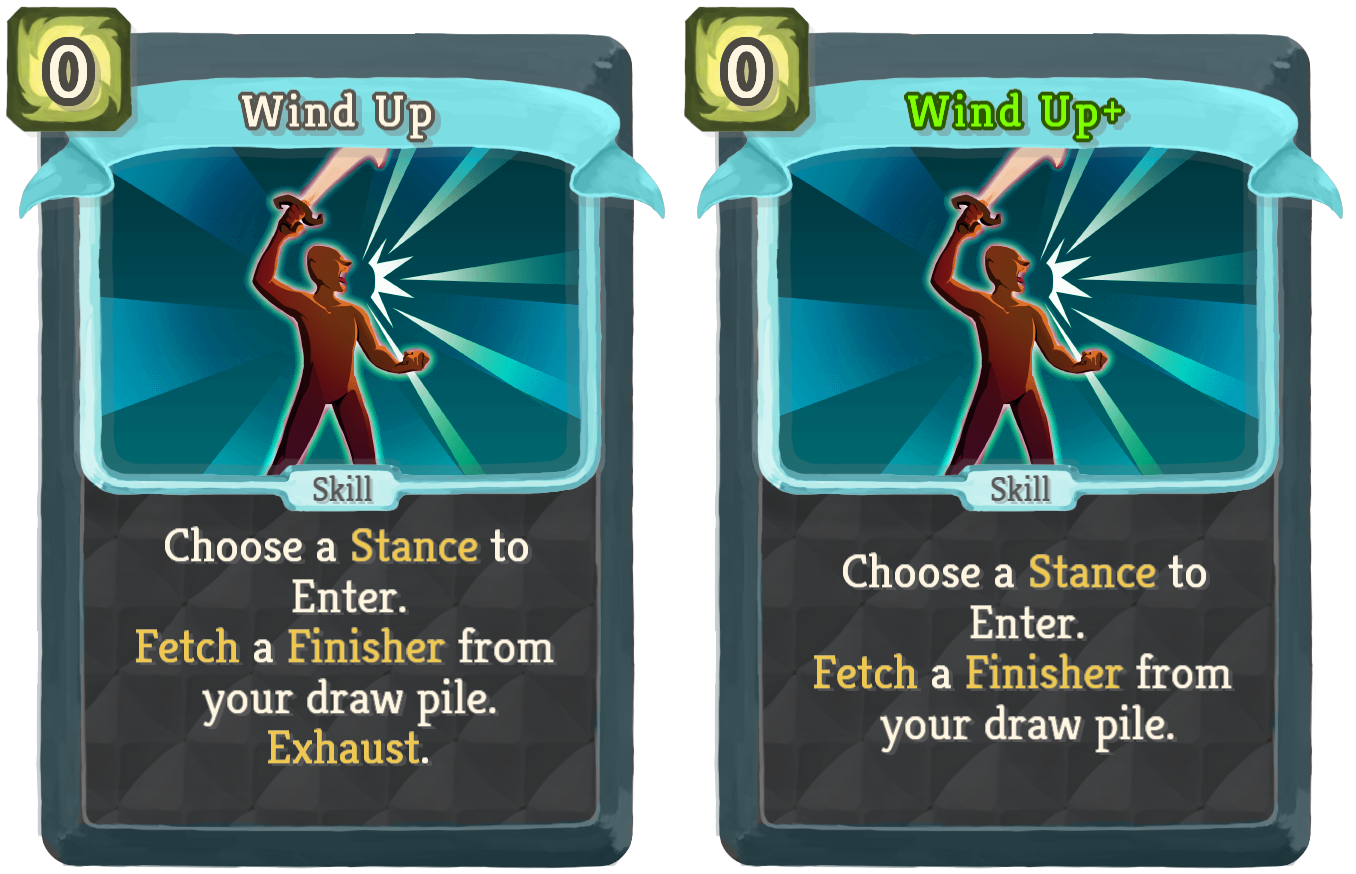 0
Wind Up
Skill
Choose a Stance to
Enter.
Fetch a Finisher from
your draw pile.
Exhaust.
0
Wind Up+
Skill
Choose a Stance to
Enter.
Fetch a Finisher from
your draw pile.